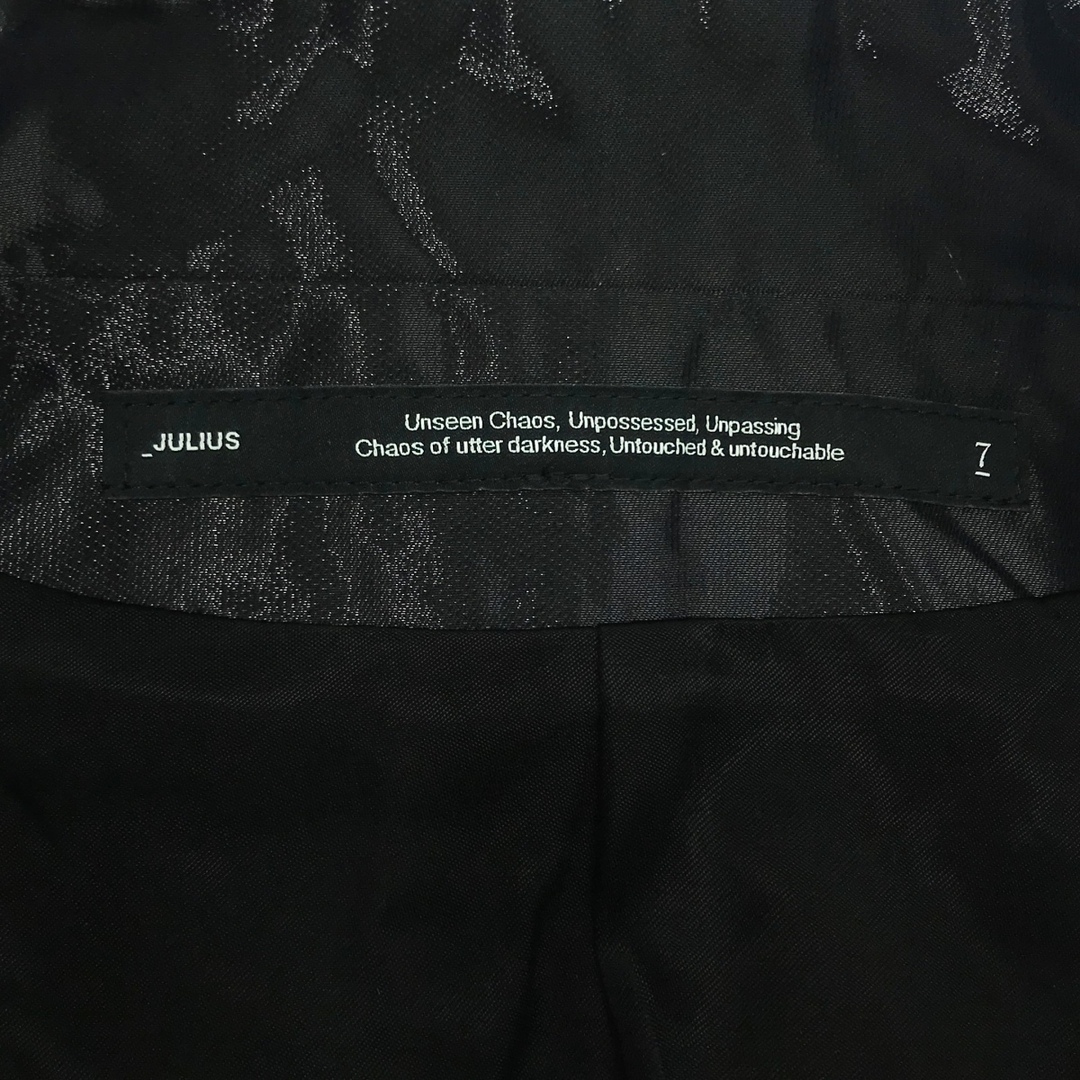 _JULIUS
Unseen Chaos, Unpossessed, Unpassing
Chaos of utter darkness, Untouched & untouchable
7